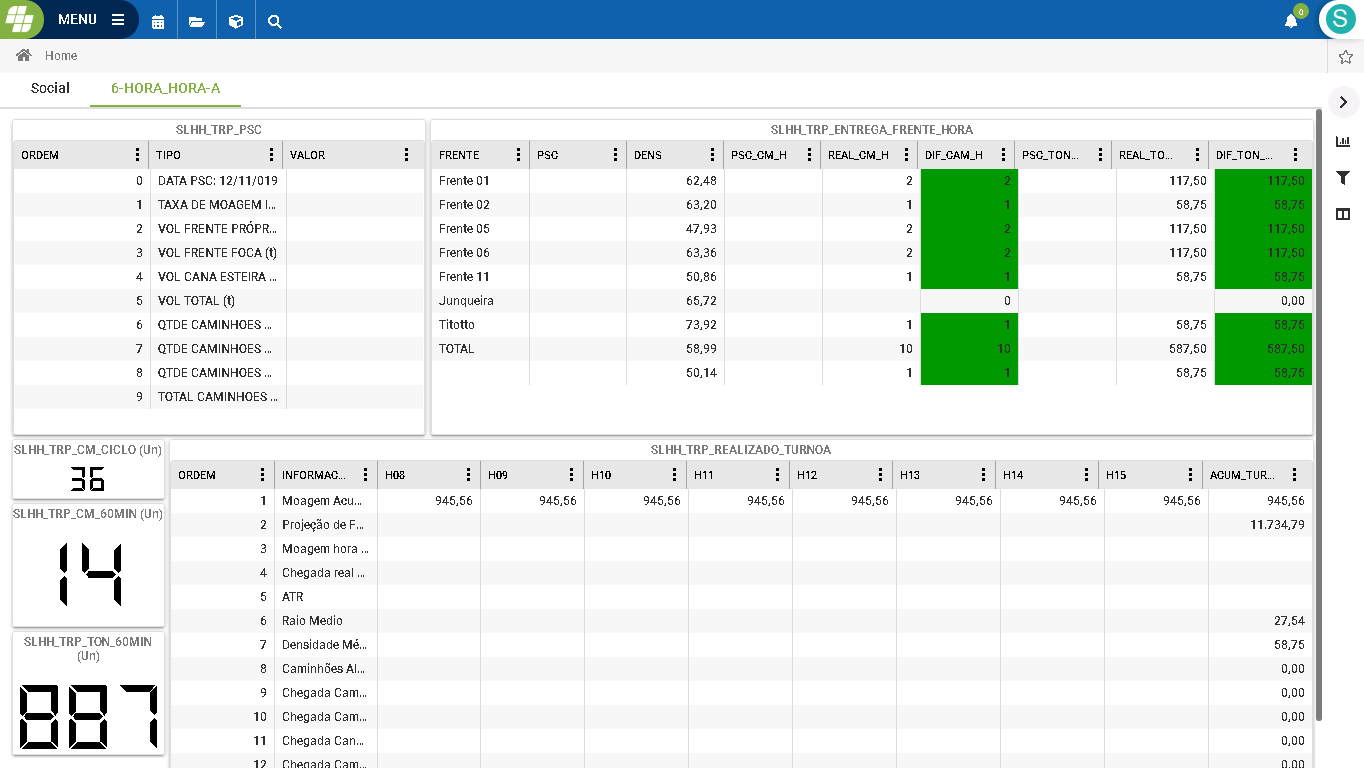 MENU
0
S
Home
Social 6-HORA_HORA-A
SLHH_TRP_PSC
ORDEM TIPO VALOR
0 DATA PSC: 12/11/019
1 TAXA DE MOAGEM I...
2 VOL FRENTE PRÓPR...
3 VOL FRENTE FOCA (t)
4 VOL CANA ESTEIRA ...
5 VOL TOTAL (t)
6 QTDE CAMINHOES ...
7 QTDE CAMINHOES ...
8 QTDE CAMINHOES ...
9 TOTAL CAMINHOES ...
SLHH_TRP_ENTREGA_FRENTE_HORA
FRENTE PSC DENS PSC_CM_H REAL_CM_H DIF_CAM_H PSC_TON... REAL_TO... DIF_TON_...
Frente 01 62,48 2 2 117,50 117,50
Frente 02 63,20 1 1 58,75 58,75
Frente 05 47,93 2 2 117,50 117,50
Frente 06 63,36 2 2 117,50 117,50
Frente 11 50,86 1 1 58,75 58,75
Junqueira 65,72 0 0,00
Titotto 73,92 1 1 58,75 58,75
TOTAL 58,99 10 10 587,50 587,50
50,14 1 1 58,75 58,75
SLHH_TRP_CM_CICLO (Un)
36
SLHH_TRP_CM_60MIN (Un)
14
SLHH_TRP_TON_60MIN
(Un)
887
SLHH_TRP_REALIZADO_TURNOA
ORDEM INFORMAC... H08 H09 H10 H11 H12 H13 H14 H15 ACUM_TUR...
1 Moagem Acu... 945,56 945,56 945,56 945,56 945,56 945,56 945,56 945,56 945,56
2 Projeção de F... 11.734,79
3 Moagem hora ...
4 Chegada real ...
5 ATR
6 Raio Medio 27,54
7 Densidade Mé... 58,75
8 Caminhões Al... 0,00
9 Chegada Cam... 0,00
10 Chegada Cam... 0,00
11 Chegada Can... 0,00
12 Chegada Cam... 0,00